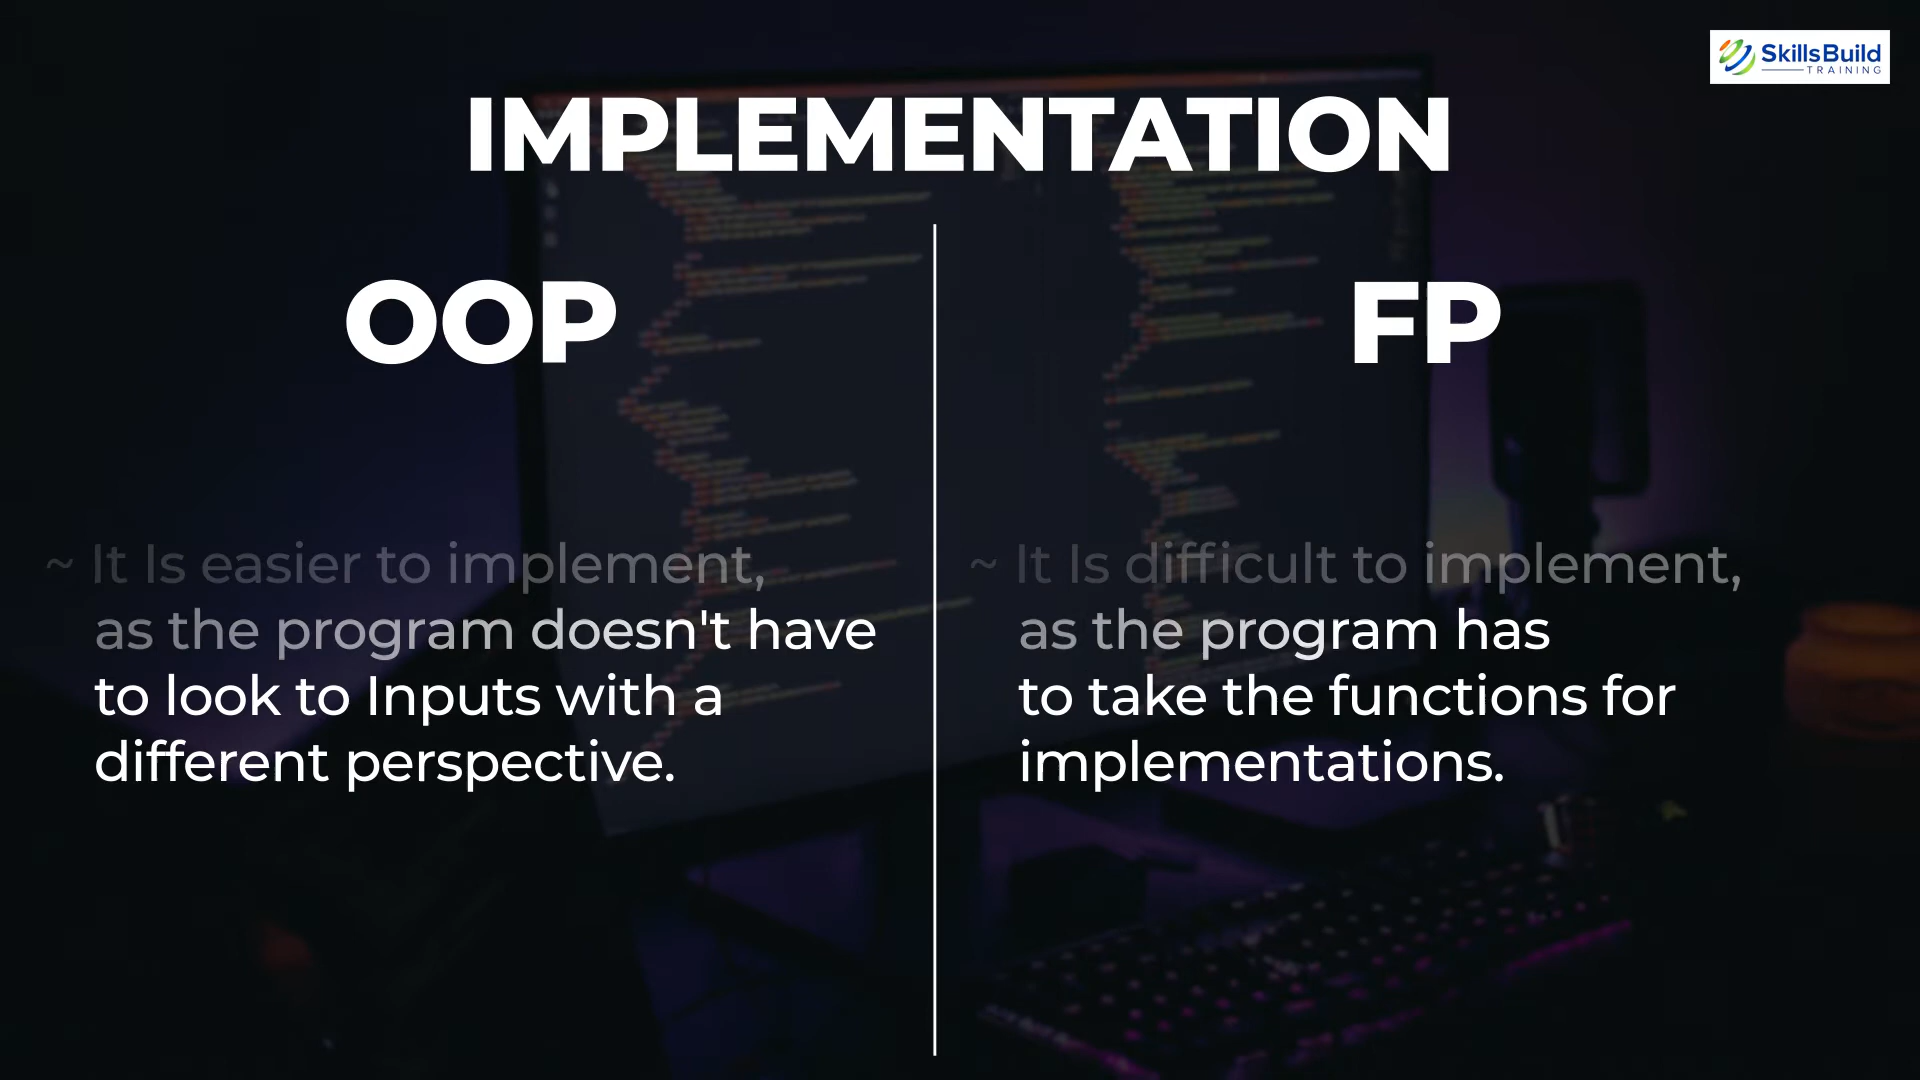 SkillsBuild
TRAINING
IMPLEMENTATION
OOP
~ It Is easier to implement,
as the program doesn't have
to look to Inputs with a
different perspective.
FP
~ It Is difficult to implement,
as the program has
to take the functions for
implementations.